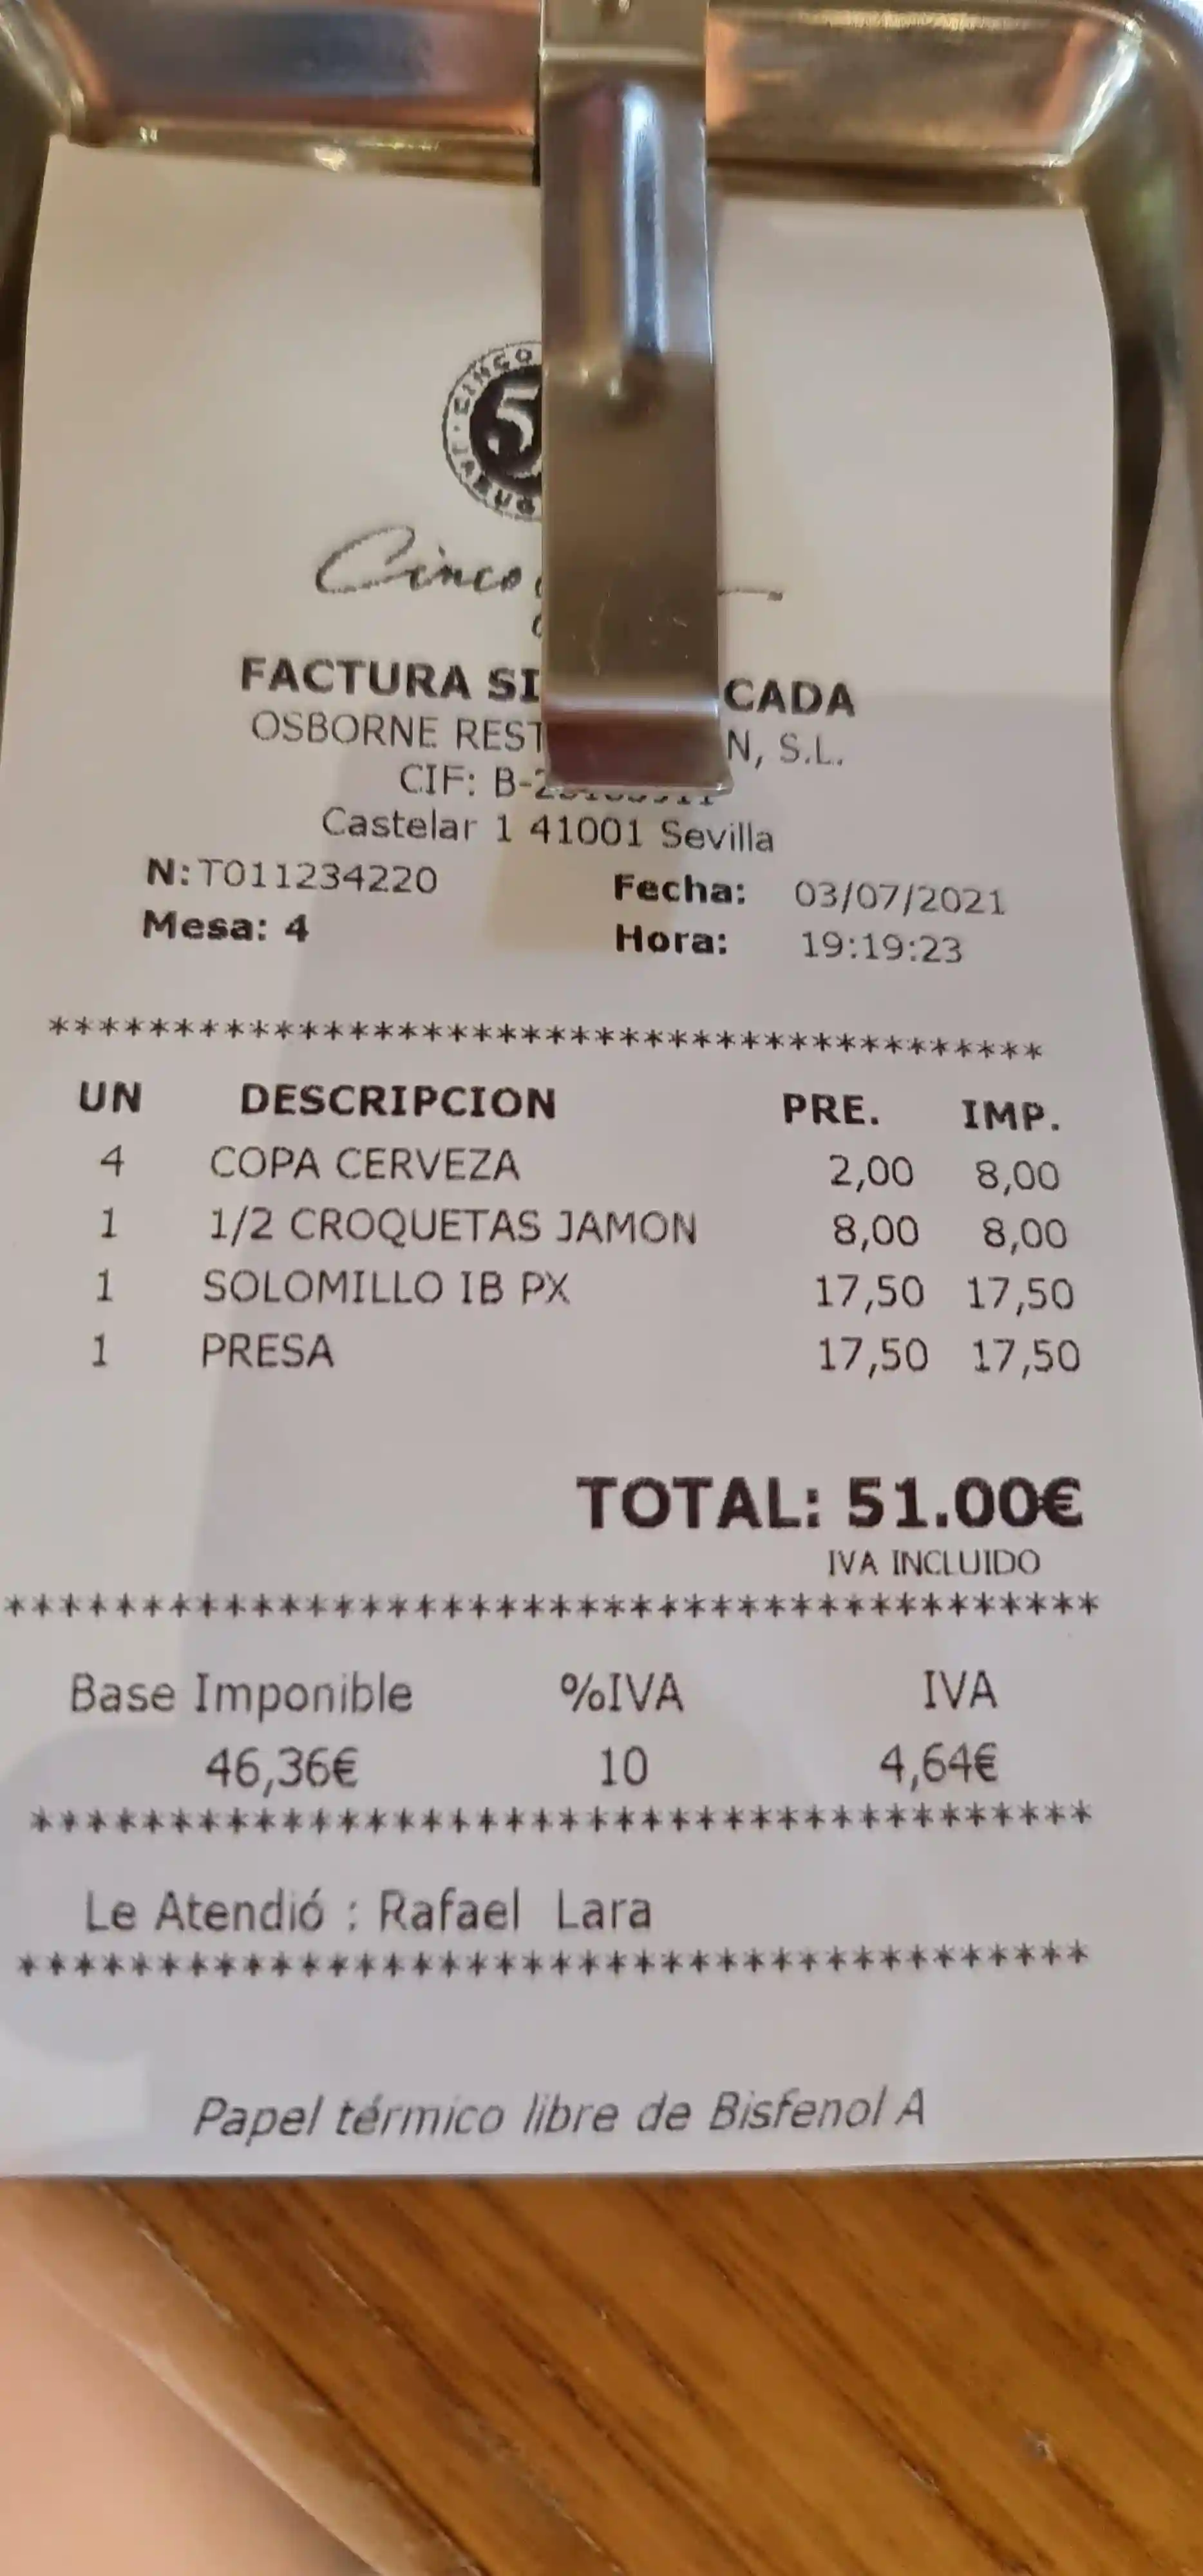 CINCO
5
Cinco
FACTURA CADA
OSBORNE N, S.L.
CIF:
Castelar 1 41001 Sevilla
N:T011234220 Fecha: 03/07/2021
Mesa: 4 Hora: 19:19:23
******************************************
UN DESCRIPCION PRE. IMP.
4 COPA CERVEZA 2,00 8,00
1 1/2 CROQUETAS JAMON 8,00 8,00
1 SOLOMILLO IB PX 17,50 17,50
1 PRESA 17,50 17,50
TOTAL: 51.00€
IVA INCLUIDO
******************************************
Base Imponible %IVA IVA
46,36€ 10 4,64€
******************************************
Le Atendió : Rafael Lara
******************************************
Papel térmico libre de Bisfenol A